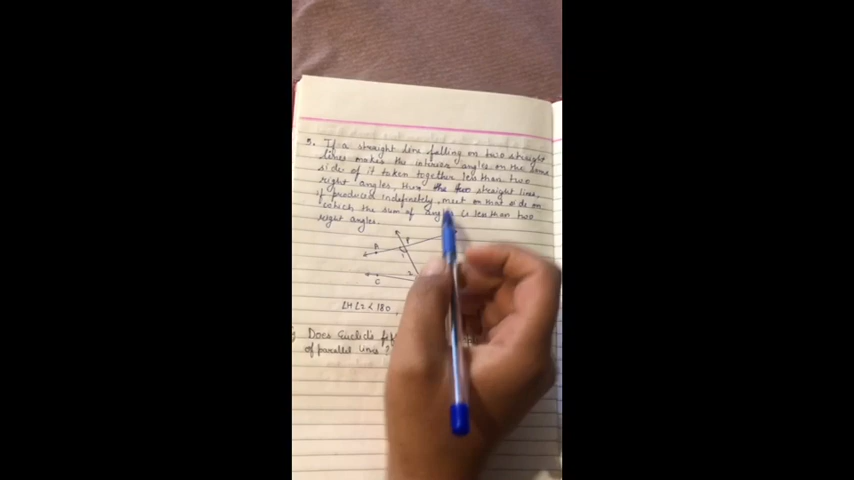 5. If a straight line falling on two straight
lines makes the interior angles on the same
side of it taken together less than two
right angles, then the two straight lines,
if produced indefinetely, meet on that side on
which the sum of angles is less than two
right angles.
A P
1
2
C
∠1+∠2<180,
Does Euclid's
of parallel lines?